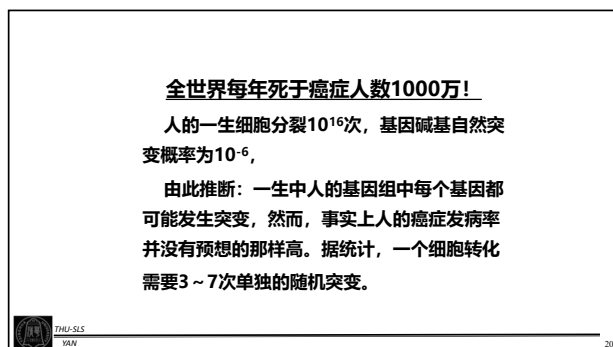 全世界每年死于癌症人数1000万！
人的一生细胞分裂10¹⁶次，基因碱基自然突
变概率为10⁻⁶，
由此推断：一生中人的基因组中每个基因都
可能发生突变，然而，事实上人的癌症发病率
并没有预想的那样高。据统计，一个细胞转化
需要3～7次单独的随机突变。
THU-SLS
YAN
20